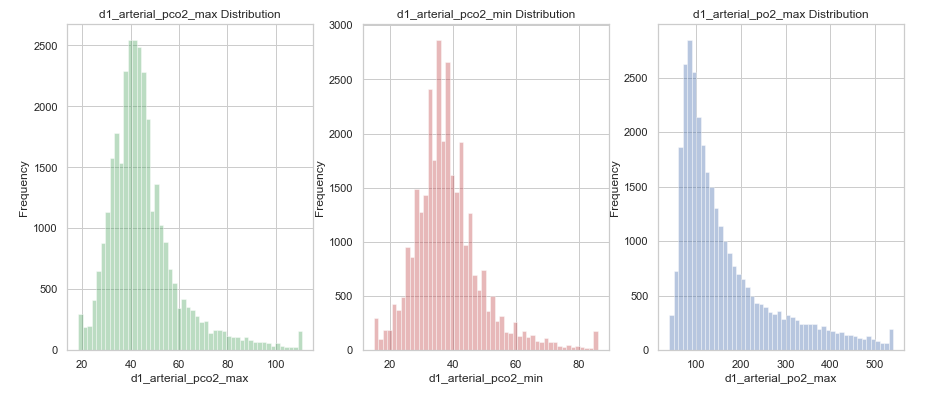 d1_arterial_pco2_max Distribution
2500
2000
1500
1000
500
0
Frequency
20 40 60 80 100
d1_arterial_pco2_max
d1_arterial_pco2_min Distribution
3000
2500
2000
1500
1000
500
0
Frequency
20 40 60 80
d1_arterial_pco2_min
d1_arterial_po2_max Distribution
2500
2000
1500
1000
500
0
Frequency
100 200 300 400 500
d1_arterial_po2_max